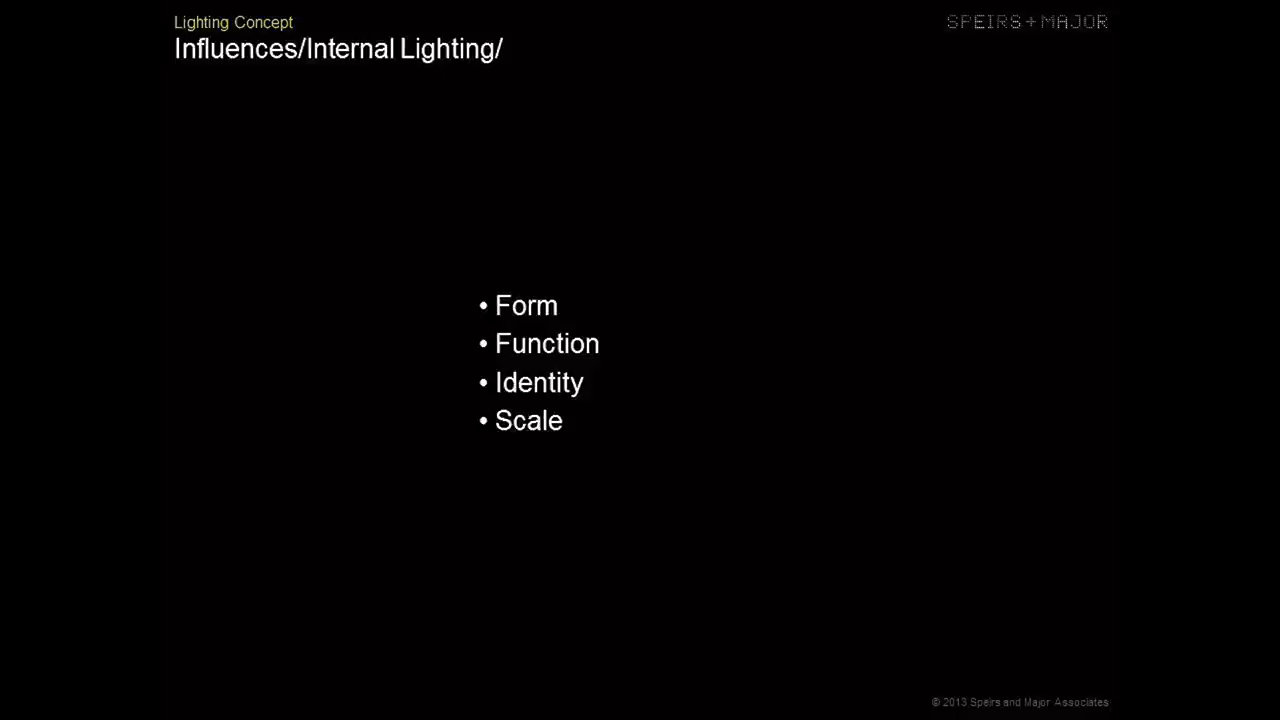 Lighting Concept
SPEIRS + MAJOR
Influences/Internal Lighting/
• Form
• Function
• Identity
• Scale
© 2013 Speirs and Major Associates